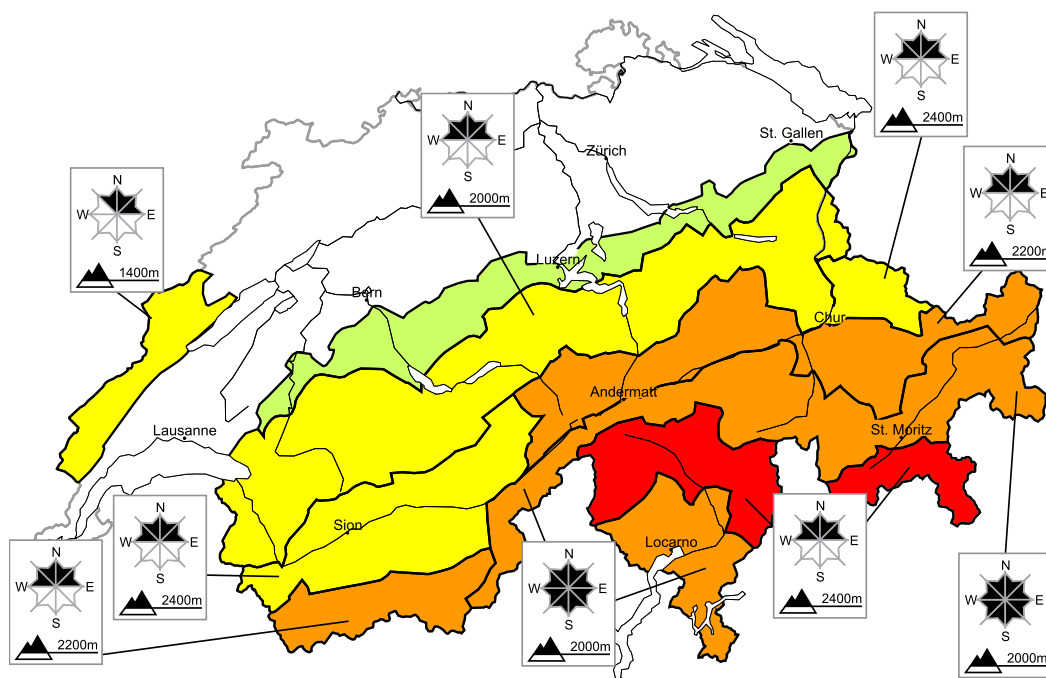 N
W E
S
2400m
N
W E
S
2000m
St. Gallen
Zürich
N
W E
S
2200m
N
W E
S
1400m
Luzern
Bern
Chur
Andermatt
Lausanne
St. Moritz
N
W E
S
2400m
Sion
N
W E
S
2400m
Locarno
N
W E
S
2200m
N
W E
S
2000m
N
W E
S
2000m